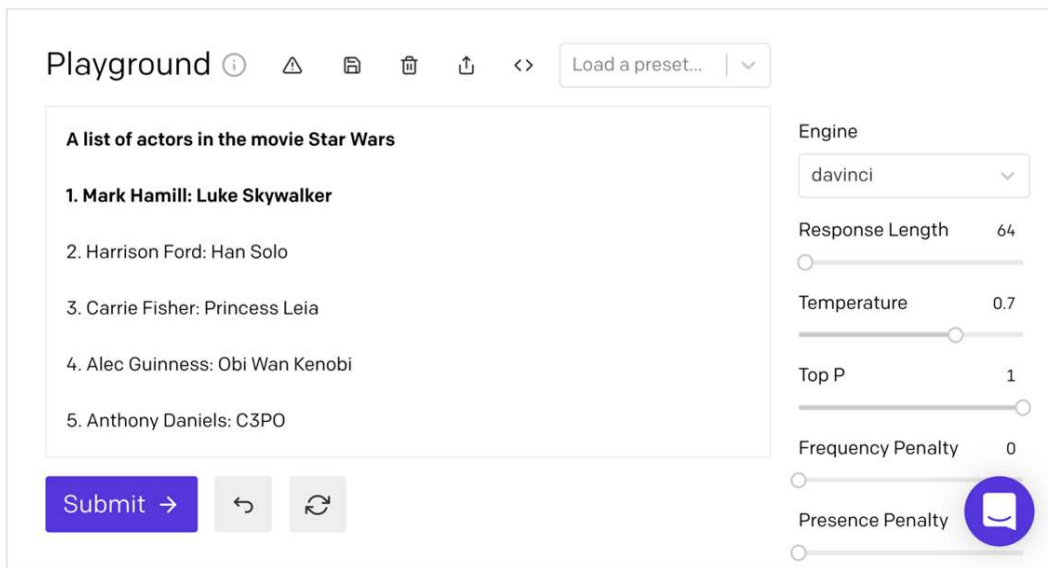 Playground
Load a preset...
A list of actors in the movie Star Wars
1. Mark Hamill: Luke Skywalker
2. Harrison Ford: Han Solo
3. Carrie Fisher: Princess Leia
4. Alec Guinness: Obi Wan Kenobi
5. Anthony Daniels: C3PO
Submit →
Engine
davinci
Response Length 64
Temperature 0.7
Top P 1
Frequency Penalty 0
Presence Penalty